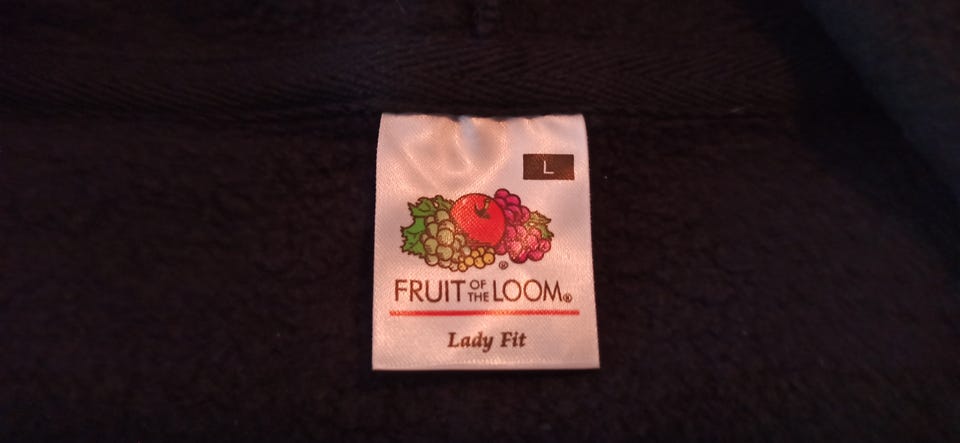 L
®
FRUIT OF THE LOOM®
Lady Fit